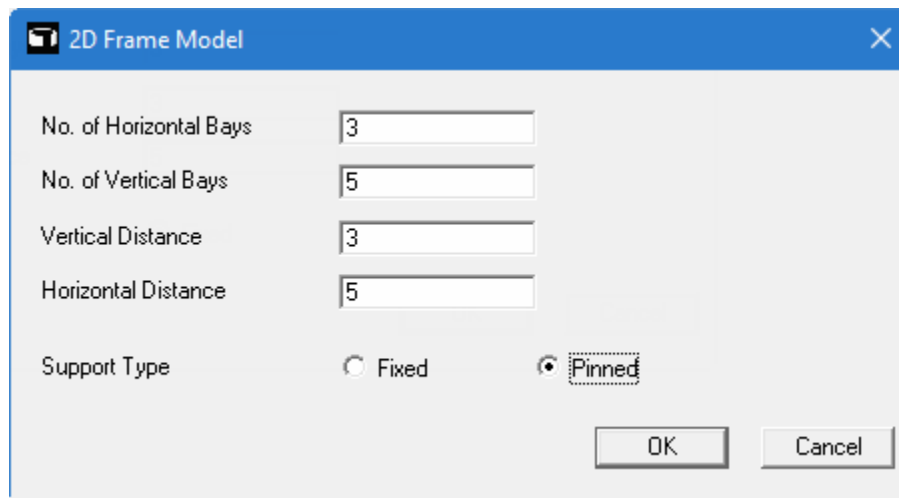 2D Frame Model
No. of Horizontal Bays 3
No. of Vertical Bays 5
Vertical Distance 3
Horizontal Distance 5
Support Type Fixed Pinned
OK Cancel